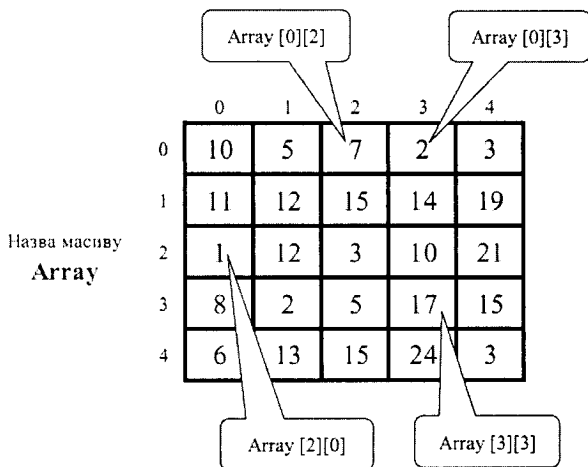 Array [0][2]
Array [0][3]
0 1 2 3 4
0 10 5 7 2 3
1 11 12 15 14 19
Назва масиву
Array
2 1 12 3 10 21
3 8 2 5 17 15
4 6 13 15 24 3
Array [2][0]
Array [3][3]